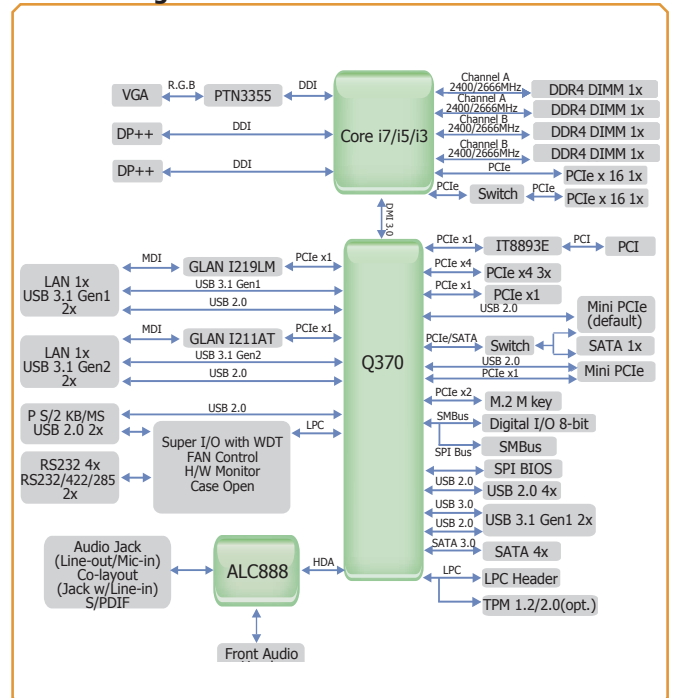 R.G.B
DDI
VGA
PTN3355
DP++
DDI
DP++
DDI
Core i7/i5/i3
Channel A
2400/2666MHz
DDR4 DIMM 1x
Channel A
2400/2666MHz
DDR4 DIMM 1x
Channel B
2400/2666MHz
DDR4 DIMM 1x
Channel B
2400/2666MHz
DDR4 DIMM 1x
PCIe
PCIe x 16 1x
PCIe
Switch
PCIe
PCIe x 16 1x
DMI 3.0
LAN 1x
USB 3.1 Gen1
2x
MDI
GLAN I219LM
PCIe x1
USB 3.1 Gen1
USB 2.0
LAN 1x
USB 3.1 Gen2
2x
MDI
GLAN I211AT
PCIe x1
USB 3.1 Gen2
USB 2.0
P S/2 KB/MS
USB 2.0 2x
USB 2.0
LPC
Super I/O with WDT
FAN Control
H/W Monitor
Case Open
RS232 4x
RS232/422/285
2x
Audio Jack
(Line-out/Mic-in)
Co-layout
(Jack w/Line-in)
S/PDIF
ALC888
HDA
Front Audio
Q370
PCIe x1
IT8893E
PCI
PCI
PCIe x4
PCIe x4 3x
PCIe x1
PCIe x1
USB 2.0
Mini PCIe
(default)
PCIe/SATA
Switch
SATA 1x
USB 2.0
PCIe x1
Mini PCIe
PCIe x2
M.2 M key
SMBus
Digital I/O 8-bit
SMBus
SPI Bus
SPI BIOS
USB 2.0
USB 2.0 4x
USB 3.0
USB 2.0
USB 3.1 Gen1 2x
SATA 3.0
SATA 4x
LPC
LPC Header
TPM 1.2/2.0(opt.)